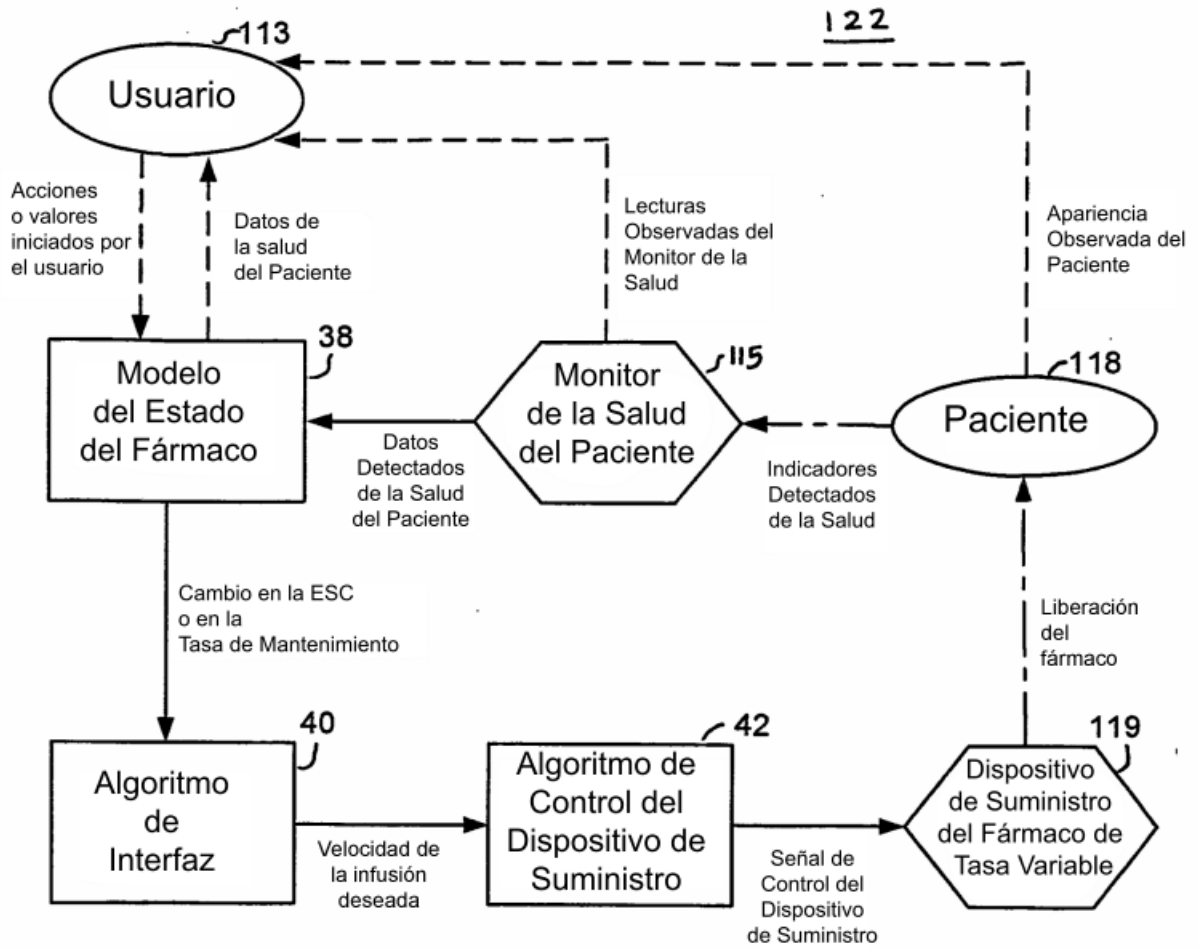 113
122
Usuario
Acciones
o valores
iniciados por
el usuario
Datos de
la salud
del Paciente
Lecturas
Observadas del
Monitor de la
Salud
Apariencia
Observada del
Paciente
38
Modelo
del Estado
del Fármaco
115
Monitor
de la Salud
del Paciente
118
Paciente
Datos
Detectados
de la Salud
del Paciente
Indicadores
Detectados
de la Salud
Cambio en la ESC
o en la
Tasa de Mantenimiento
Liberación
del
fármaco
40
Algoritmo
de
Interfaz
42
Algoritmo de
Control del
Dispositivo de
Suministro
119
Dispositivo
de Suministro
del Fármaco de
Tasa Variable
Velocidad de
la infusión
deseada
Señal de
Control del
Dispositivo
de Suministro